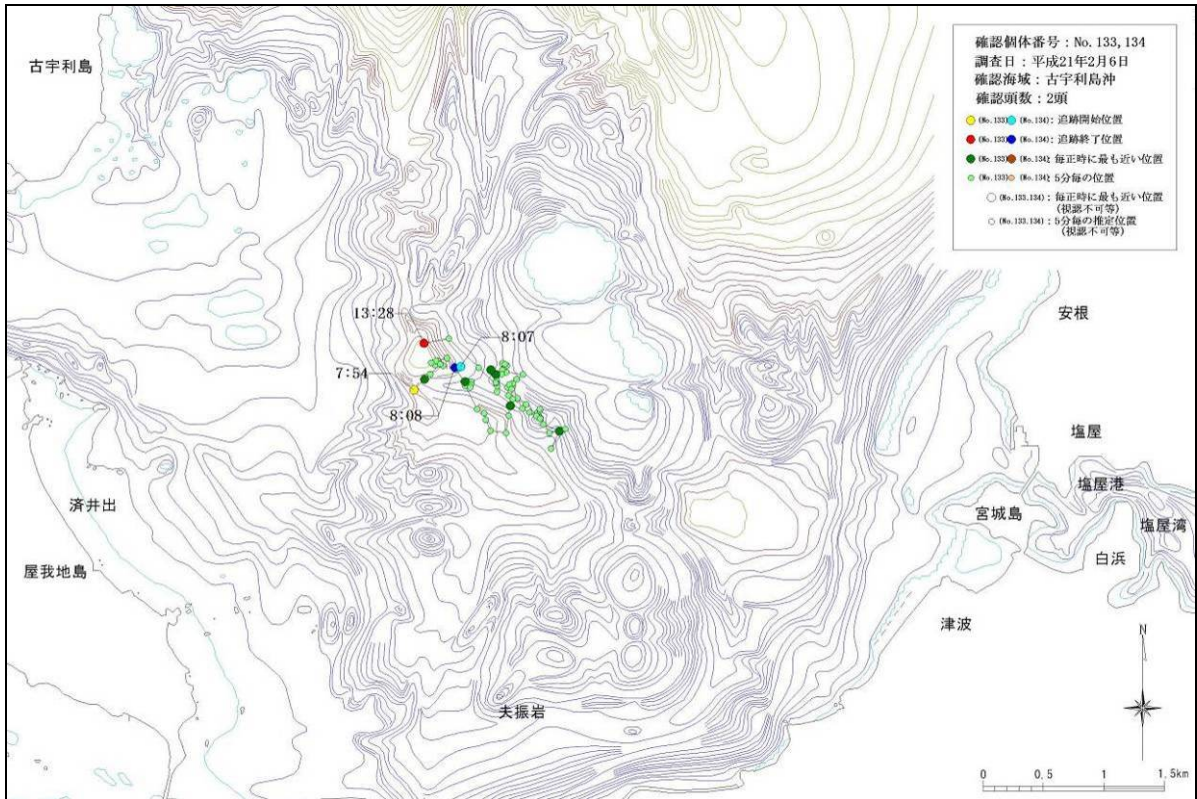 古宇利島
確認個体番号：No. 133,134
調査日：平成21年2月6日
確認海域：古宇利島沖
確認頭数：2頭
(No.133) (No.134)：追跡開始位置
(No.133) (No.134)：追跡終了位置
(No.133) (No.134)：毎正時に最も近い位置
(No.133) (No.134)：5分毎の位置
(No.133.134)：毎正時に最も近い位置
(視認不可等)
(No.133.134)：5分毎の推定位置
(視認不可等)
13:28
8:07
7:54
8:08
安根
塩屋
塩屋港
宮城島
塩屋湾
白浜
済井出
屋我地島
津波
夫振岩
N
0 0.5 1 1.5km